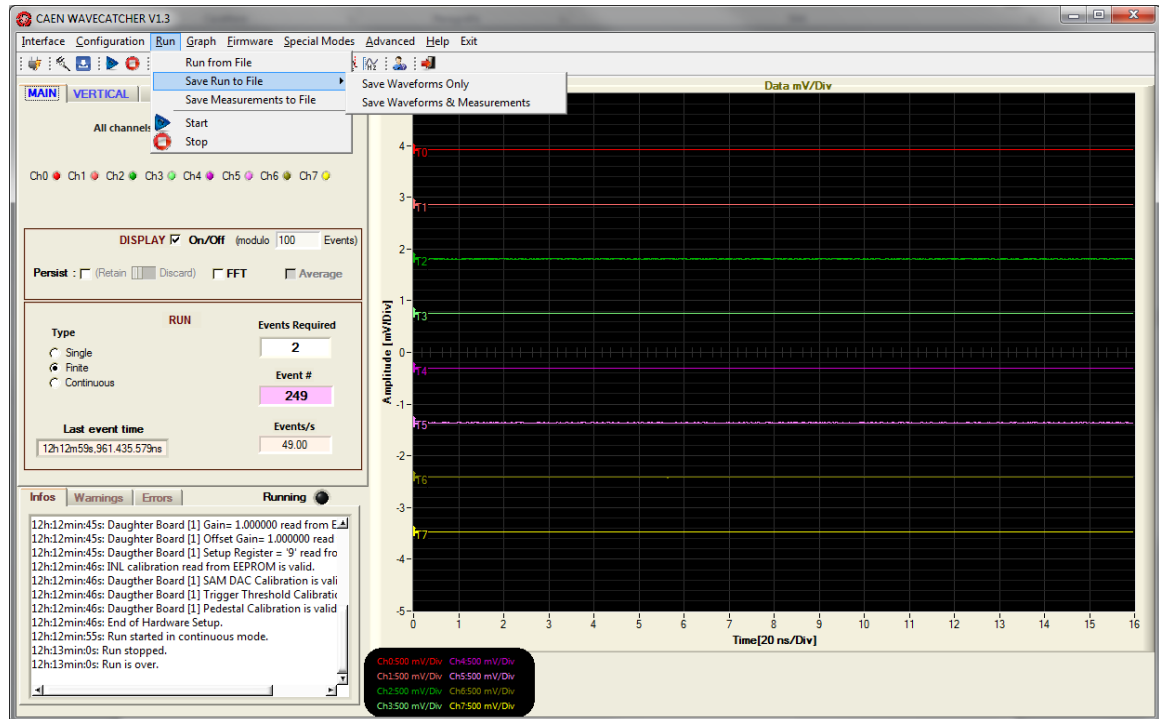 CAEN WAVECATCHER V1.3
Interface Configuration Run Graph Firmware Special Modes Advanced Help Exit
Run from File
Save Run to File
Save Measurements to File
Start
Stop
Save Waveforms Only
Save Waveforms & Measurements
MAIN VERTICAL
All channels
Ch0 Ch1 Ch2 Ch3 Ch4 Ch5 Ch6 Ch7
DISPLAY On/Off (modulo 100 Events)
Persist : (Retain Discard) FFT Average
RUN
Type
Single
Finite
Continuous
Events Required
2
Event #
249
Last event time
12h12m59s,961.435.579ns
Events/s
49.00
Infos Warnings Errors Running
12h:12min:45s: Daughter Board [1] Gain= 1.000000 read from E
12h:12min:45s: Daughter Board [1] Offset Gain= 1.000000 read
12h:12min:45s: Daugther Board [1] Setup Register = '9' read fro
12h:12min:46s: INL calibration read from EEPROM is valid.
12h:12min:46s: Daugther Board [1] SAM DAC Calibration is vali
12h:12min:46s: Daugther Board [1] Trigger Threshold Calibratic
12h:12min:46s: Daugther Board [1] Pedestal Calibration is valid
12h:12min:46s: End of Hardware Setup.
12h:12min:55s: Run started in continuous mode.
12h:13min:0s: Run stopped.
12h:13min:0s: Run is over.
Data mV/Div
Amplitude [mV/Div]
4
3
2
1
0
-1
-2
-3
-4
-5
T0
T1
T2
T3
T4
T5
T6
T7
0 1 2 3 4 5 6 7 8 9 10 11 12 13 14 15 16
Time[20 ns/Div]
Ch0:500 mV/Div Ch4:500 mV/Div
Ch1:500 mV/Div Ch5:500 mV/Div
Ch2:500 mV/Div Ch6:500 mV/Div
Ch3:500 mV/Div Ch7:500 mV/Div